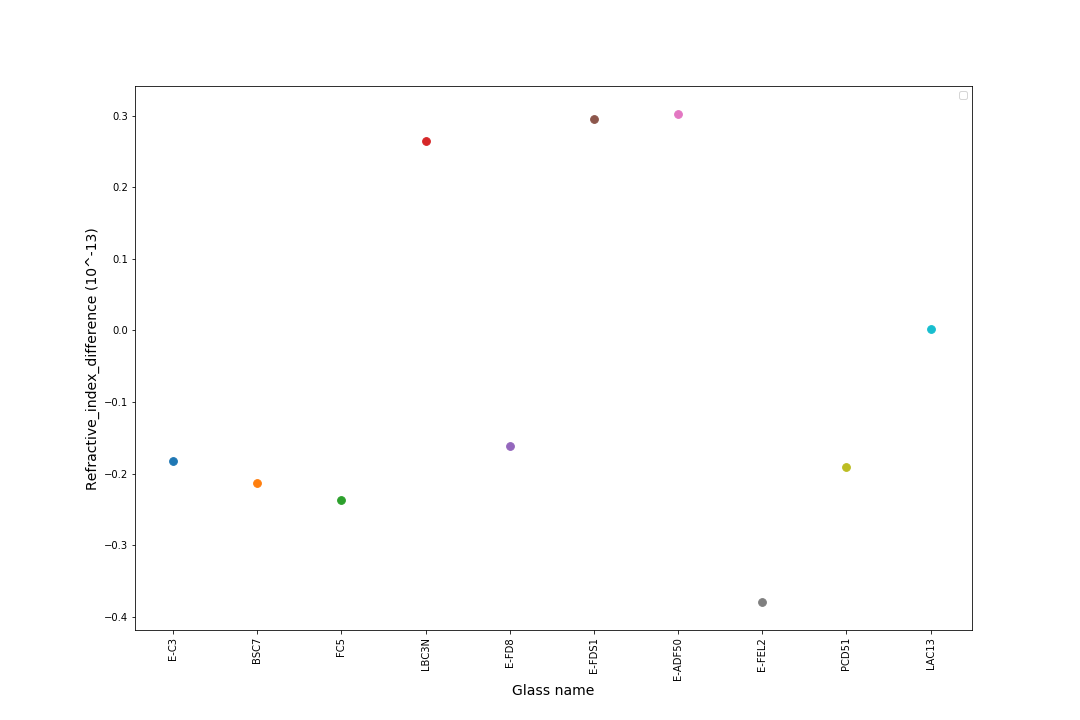 Refractive_index_difference (10^-13)
0.3
0.2
0.1
0.0
−0.1
−0.2
−0.3
−0.4
E-C3
BSC7
FC5
LBC3N
E-FD8
E-FDS1
E-ADF50
E-FEL2
PCD51
LAC13
Glass name